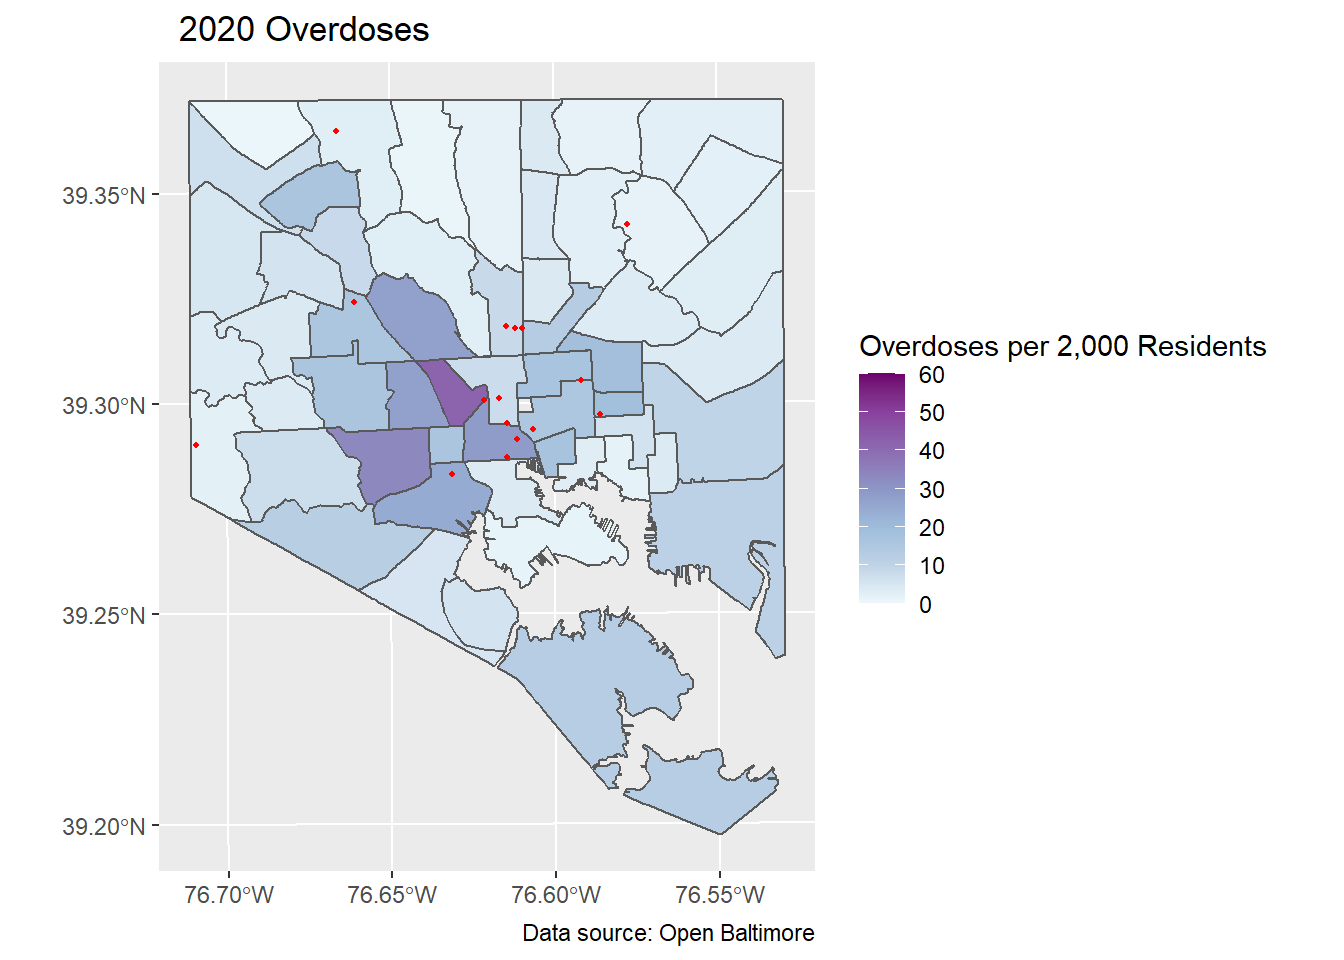 2020 Overdoses
39.35°N
39.30°N
39.25°N
39.20°N
76.70°W
76.65°W
76.60°W
76.55°W
Overdoses per 2,000 Residents
60
50
40
30
20
10
0
Data source: Open Baltimore